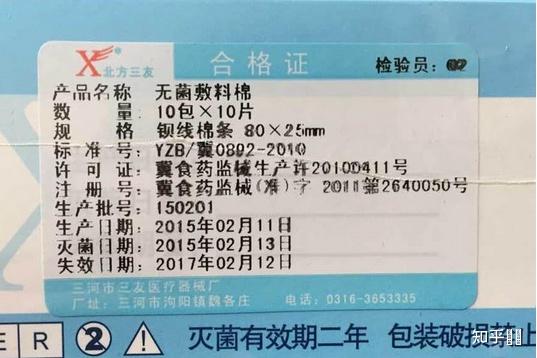 X
北方三友
合格证
检验员：02
产品名称：无菌敷料棉
数量：10包×10片
规格：钡线棉条 80×25mm
标准号：YZB/冀0892-2010
许可证：冀食药监械生产许20100411号
注册号：冀食药监械(准)字 2011第2640050号
生产批号：150201
生产日期：2015年02月11日
灭菌日期：2015年02月13日
失效日期：2017年02月12日
三河市三友医疗器械厂
厂址：三河市泃阳镇魏各庄 电话：0316-3653335
ER 2 ! 灭菌有效期二年 包装破损禁止
知乎